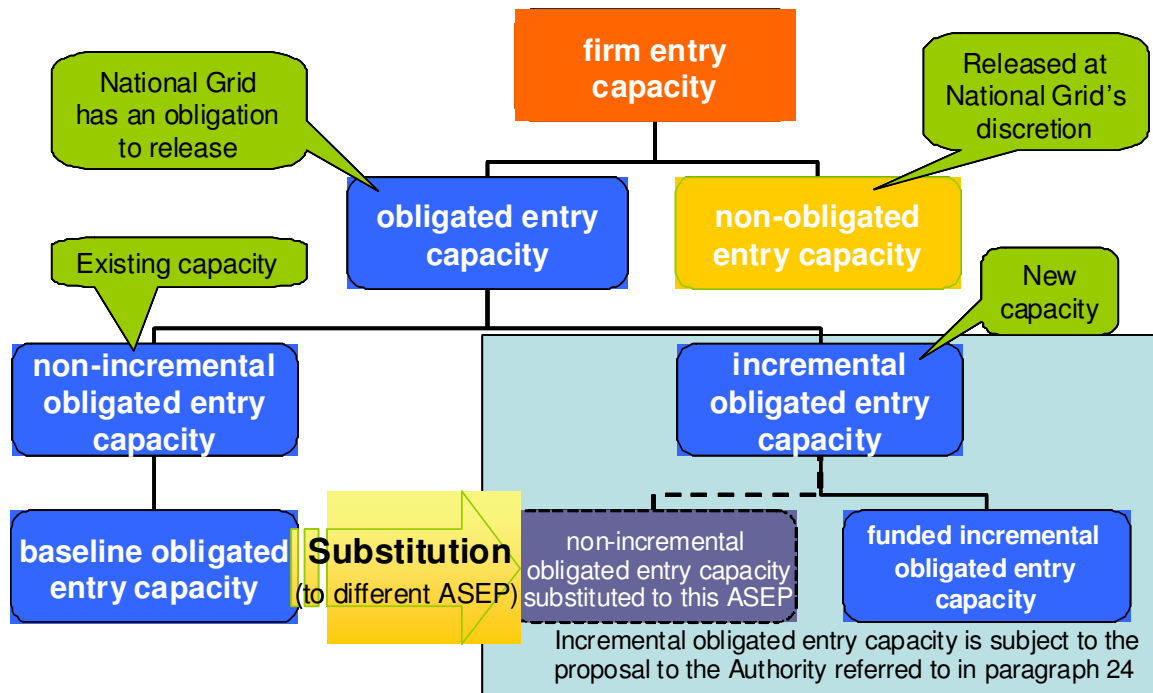 firm entry
capacity
National Grid
has an obligation
to release
Released at
National Grid's
discretion
obligated entry
capacity
non-obligated
entry capacity
Existing capacity
New
capacity
non-incremental
obligated entry
capacity
incremental
obligated entry
capacity
baseline obligated
entry capacity
Substitution
(to different ASEP)
non-incremental
obligated entry capacity
substituted to this ASEP
funded incremental
obligated entry
capacity
Incremental obligated entry capacity is subject to the
proposal to the Authority referred to in paragraph 24